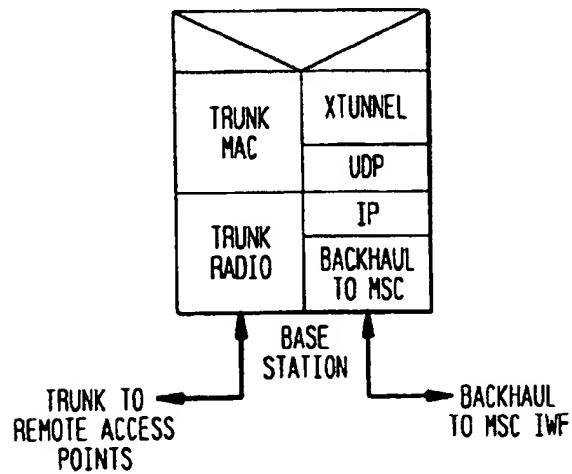 TRUNK
MAC
XTUNNEL
UDP
IP
TRUNK
RADIO
BACKHAUL
TO MSC
BASE
STATION
TRUNK TO
REMOTE ACCESS
POINTS
BACKHAUL
TO MSC IWF